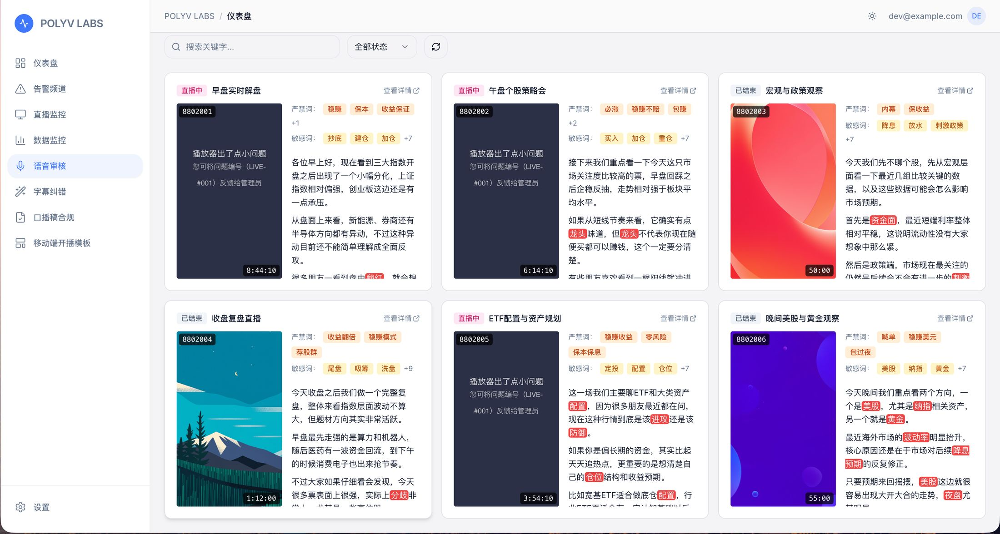 POLYV LABS
仪表盘
告警频道
直播监控
数据监控
语音审核
字幕纠错
口播稿合规
移动端开播模板
设置
POLYV LABS / 仪表盘
dev@example.com DE
搜索关键字...
全部状态
直播中 早盘实时解盘 查看详情
8802001
播放器出了点小问题
您可将问题编号（LIVE-
#001）反馈给管理员
8:44:10
严禁词： 稳赚 保本 收益保证
+1
敏感词： 抄底 建仓 加仓 +7
各位早上好，现在看到三大指数开
盘之后出现了一个小幅分化，上证
指数相对偏强，创业板这边还是有
一点承压。
从盘面上来看，新能源、券商还有
半导体方向都有异动，不过这种异
动目前还不能简单理解成全面反
攻。
很多朋友一看到盘中翻红，就会想
直播中 午盘个股策略会 查看详情
8802002
播放器出了点小问题
您可将问题编号（LIVE-
#001）反馈给管理员
6:14:10
严禁词： 必涨 稳赚不赔 包赚
+2
敏感词： 买入 加仓 重仓 +7
接下来我们重点看一下今天这只市
场关注度比较高的票，早盘回踩之
后企稳反抽，走势相对强于板块平
均水平。
如果从短线节奏来看，它确实有点
龙头味道，但龙头不代表你现在随
便买都可以赚钱，这个一定要分清
楚。
有些朋友喜欢看到一根阳线就冲进
已结束 宏观与政策观察 查看详情
8802003
50:00
严禁词： 内幕 保收益
敏感词： 降息 放水 刺激政策
+7
今天我们先不聊个股，先从宏观层
面看一下最近几组比较关键的数
据，以及这些数据可能会怎么影响
市场预期。
首先是资金面，最近短端利率整体
相对平稳，这说明流动性没有大家
想象中那么紧。
然后是政策端，市场现在最关注的
仍然是后续会不会有进一步的刺激
已结束 收盘复盘直播 查看详情
8802004
1:12:00
严禁词： 收益翻倍 稳赚模式
荐股群
敏感词： 尾盘 吸筹 洗盘 +9
今天收盘之后我们做一个完整复
盘，整体来看指数层面波动不算
大，但题材方向其实非常活跃。
早盘最先走强的是算力和机器人，
随后医药有一波资金回流，到下午
的时候消费电子也出来抢节奏。
不过大家如果仔细看会发现，今天
很多票表面上很强，实际上分歧非
直播中 ETF配置与资产规划 查看详情
8802005
播放器出了点小问题
您可将问题编号（LIVE-
#001）反馈给管理员
3:54:10
严禁词： 稳赚收益 零风险
保本保息
敏感词： 定投 配置 仓位 +7
这一场我们主要聊ETF和大类资产
配置，因为很多朋友最近都在问，
现在这种行情到底是该进攻还是该
防御。
如果你是偏长期的资金，其实比起
天天追热点，更重要的是想清楚自
己的仓位结构和收益预期。
比如宽基ETF适合做底仓配置，行
已结束 晚间美股与黄金观察 查看详情
8802006
55:00
严禁词： 喊单 稳赚美元
包过夜
敏感词： 美股 纳指 黄金 +7
今天晚间我们重点看两个方向，一
个是美股，尤其是纳指相关资产，
另一个就是黄金。
最近海外市场的波动率明显抬升，
核心原因还是在于市场对后续降息
预期的反复修正。
只要预期来回摇摆，美股这边就很
容易出现大开大合的走势，夜盘尤